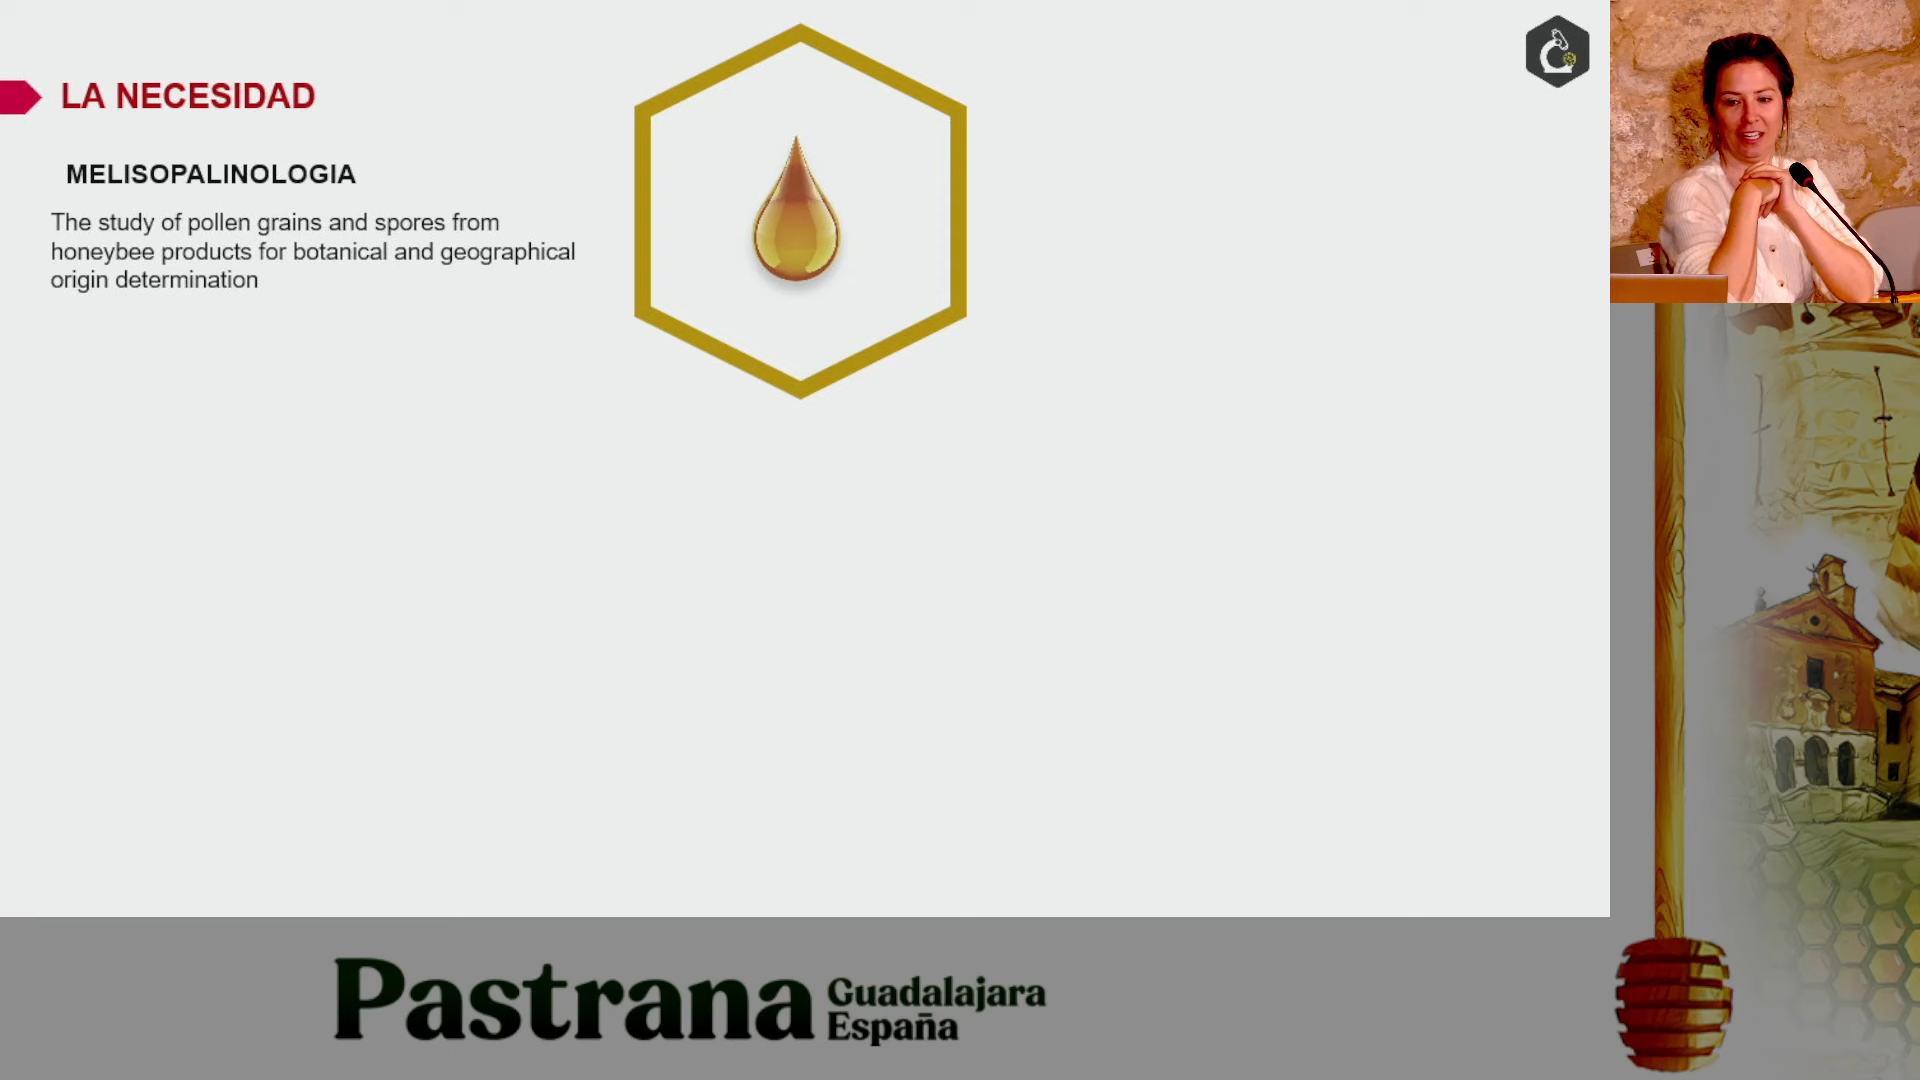 LA NECESIDAD
MELISOPALINOLOGIA
The study of pollen grains and spores from
honeybee products for botanical and geographical
origin determination
Pastrana
Guadalajara
España